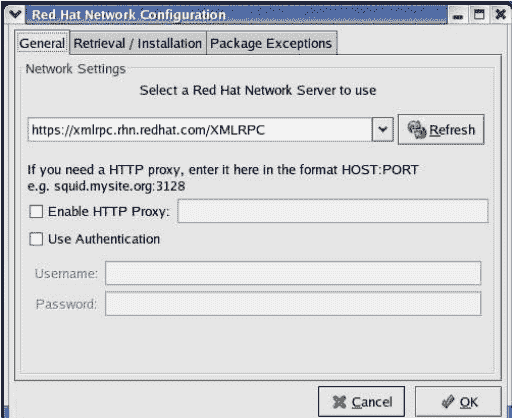 Red Hat Network Configuration
General Retrieval / Installation Package Exceptions
Network Settings
Select a Red Hat Network Server to use
https://xmlrpc.rhn.redhat.com/XMLRPC Refresh
If you need a HTTP proxy, enter it here in the format HOST:PORT
e.g. squid.mysite.org:3128
Enable HTTP Proxy:
Use Authentication
Username:
Password:
Cancel OK